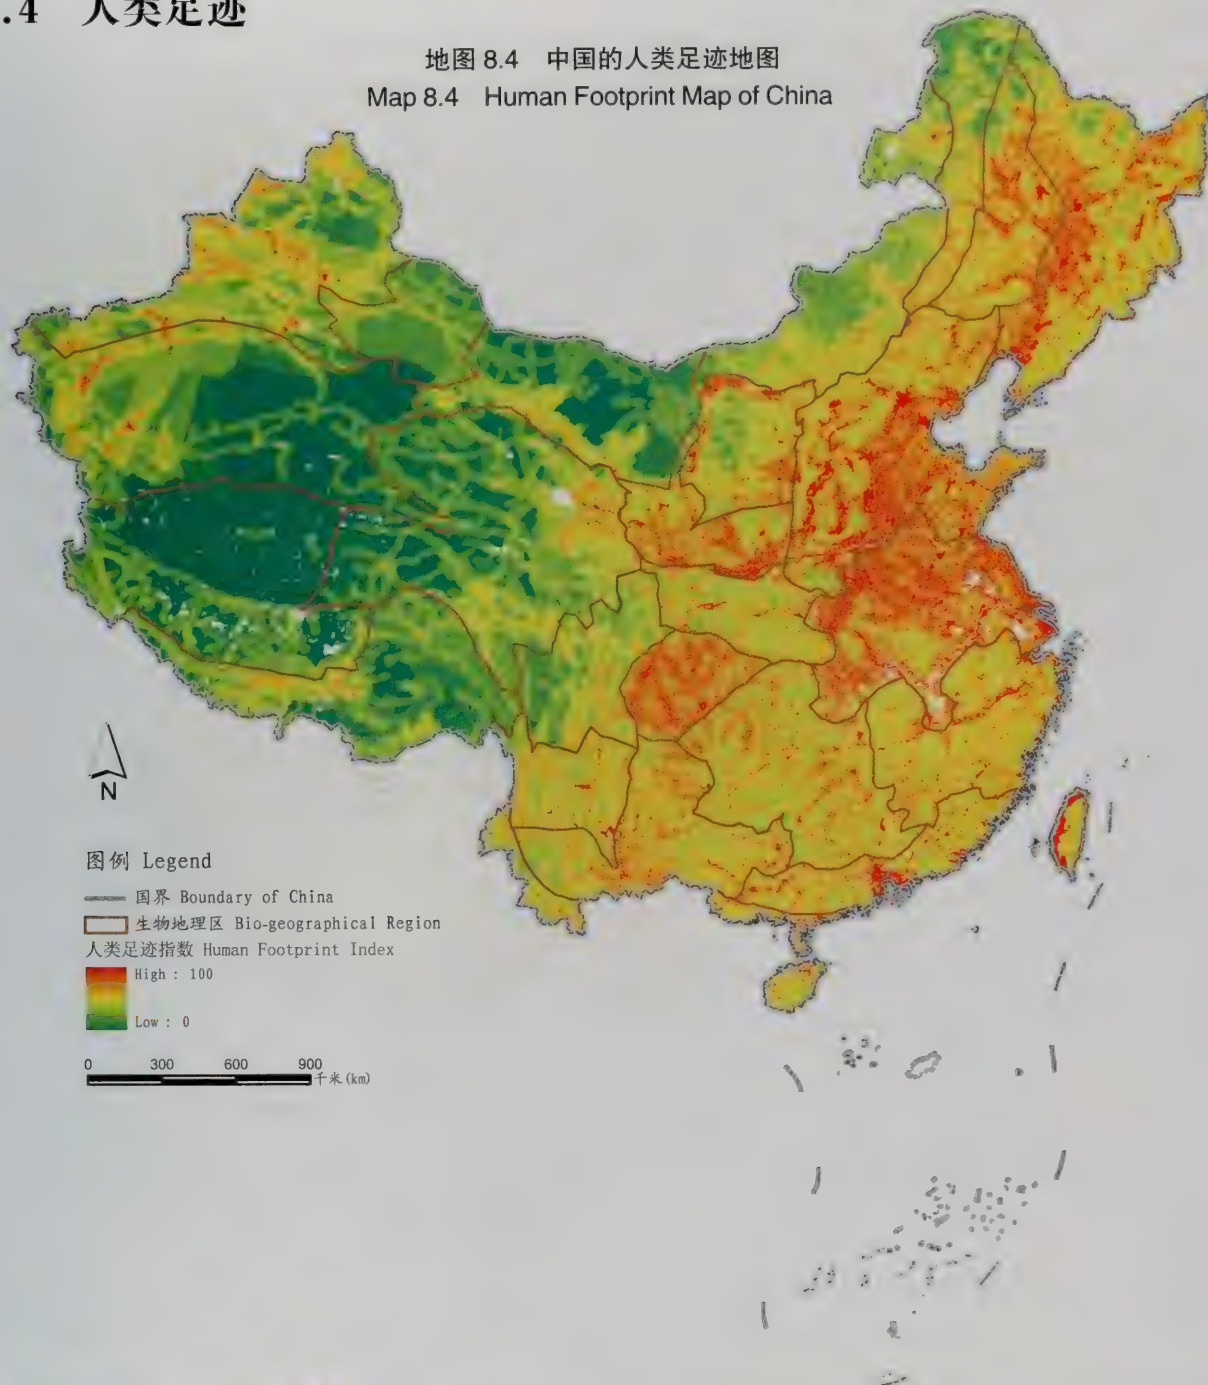 .4 人类足迹
地图 8.4 中国的人类足迹地图
Map 8.4 Human Footprint Map of China
N
图例 Legend
国界 Boundary of China
生物地理区 Bio-geographical Region
人类足迹指数 Human Footprint Index
High : 100
Low : 0
0 300 600 900
千米(km)